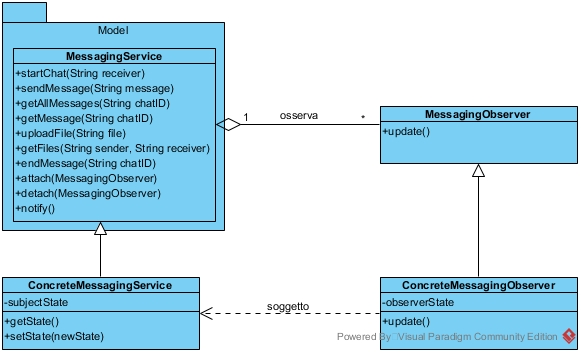 Model
MessagingService
+startChat(String receiver)
+sendMessage(String message)
+getAllMessages(String chatID)
+getMessage(String chatID)
+uploadFile(String file)
+getFiles(String sender, String receiver)
+endMessage(String chatID)
+attach(MessagingObserver)
+detach(MessagingObserver)
+notify()
1
osserva
*
MessagingObserver
+update()
ConcreteMessagingService
-subjectState
+getState()
+setState(newState)
soggetto
ConcreteMessagingObserver
-observerState
+update()
Powered By Visual Paradigm Community Edition